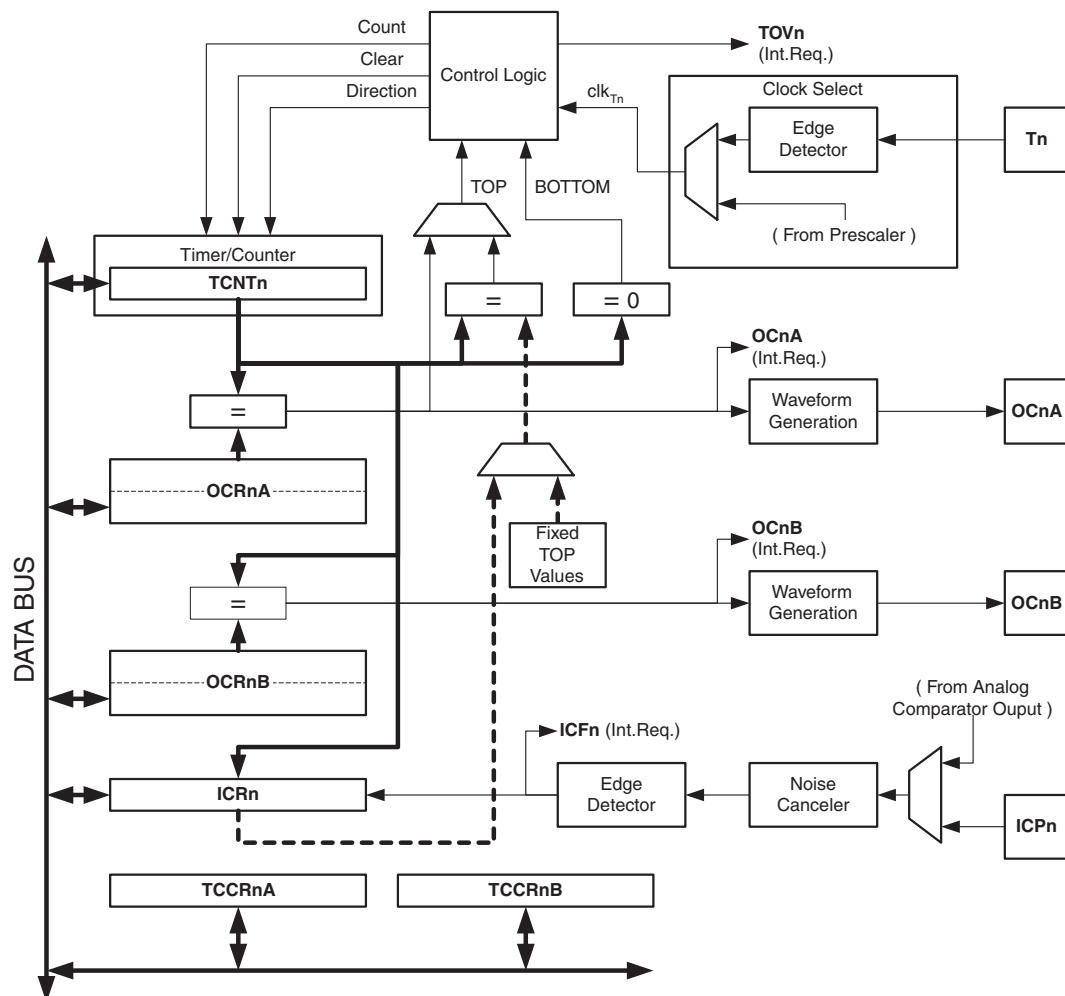 Count
Clear
Direction
Control Logic
TOVn
(Int.Req.)
clkTn
Clock Select
Edge
Detector
Tn
( From Prescaler )
TOP
BOTTOM
Timer/Counter
TCNTn
=
= 0
OCnA
(Int.Req.)
=
Waveform
Generation
OCnA
OCRnA
Fixed
TOP
Values
OCnB
(Int.Req.)
=
Waveform
Generation
OCnB
DATA BUS
OCRnB
( From Analog
Comparator Ouput )
ICFn (Int.Req.)
ICRn
Edge
Detector
Noise
Canceler
ICPn
TCCRnA
TCCRnB